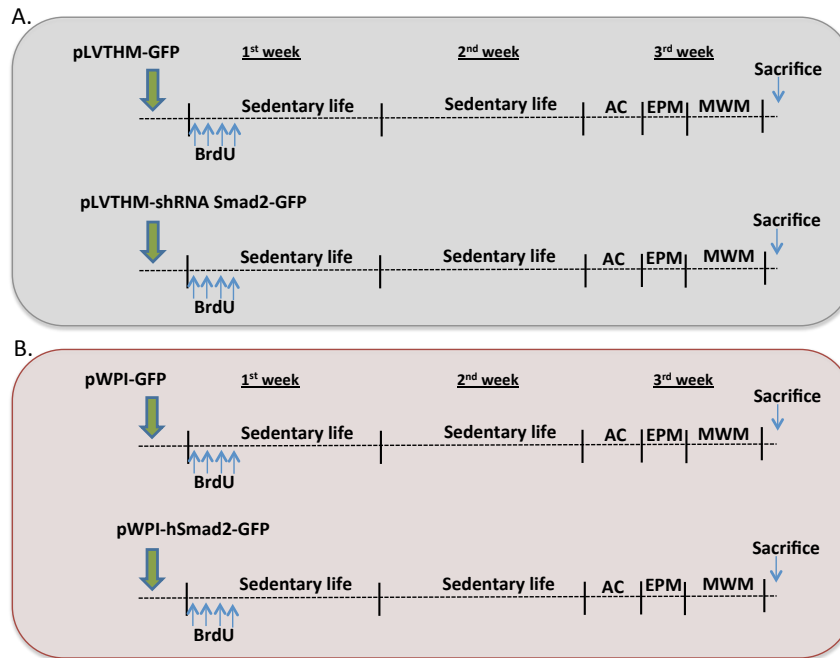 A.
pLVTHM-GFP
1st week 2nd week 3rd week
Sacrifice
Sedentary life Sedentary life AC EPM MWM
BrdU
pLVTHM-shRNA Smad2-GFP
Sacrifice
Sedentary life Sedentary life AC EPM MWM
BrdU
B.
pWPI-GFP
1st week 2nd week 3rd week
Sacrifice
Sedentary life Sedentary life AC EPM MWM
BrdU
pWPI-hSmad2-GFP
Sacrifice
Sedentary life Sedentary life AC EPM MWM
BrdU